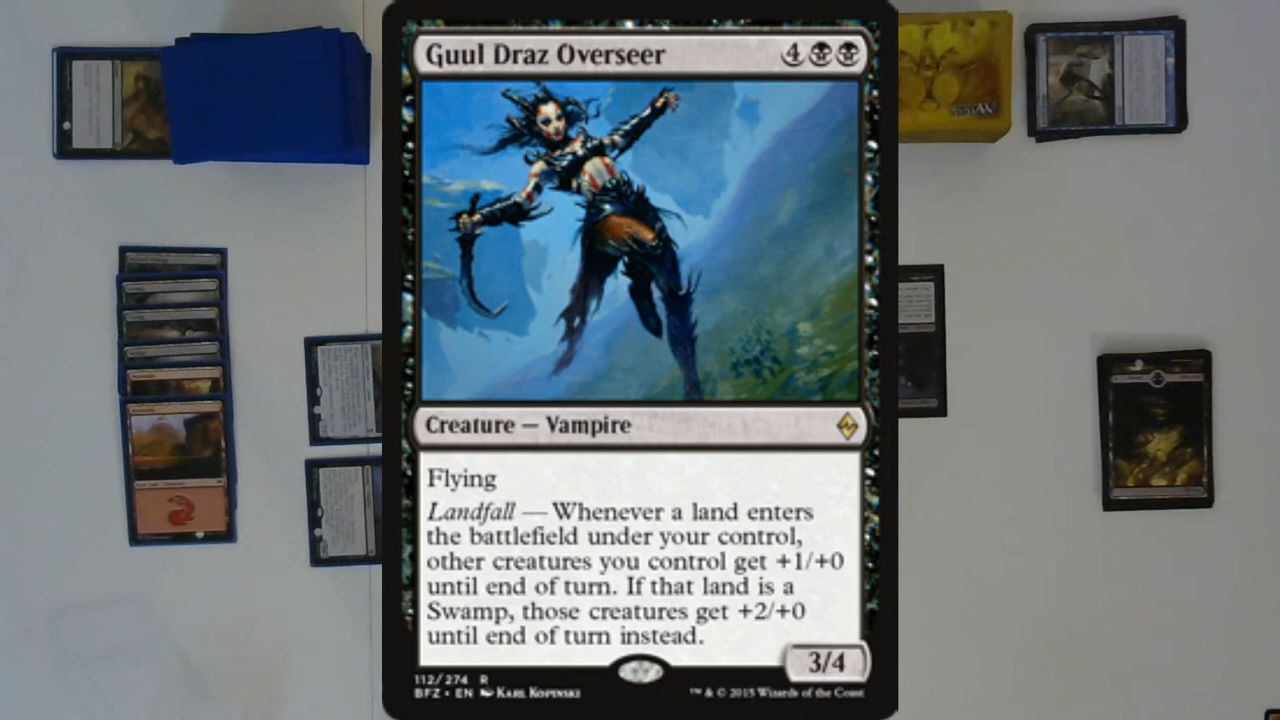 Guul Draz Overseer 4
Creature — Vampire
Flying
Landfall — Whenever a land enters
the battlefield under your control,
other creatures you control get +1/+0
until end of turn. If that land is a
Swamp, those creatures get +2/+0
until end of turn instead.
3/4
112/274 R
BFZ • EN Karl Kopinski
™ & © 2015 Wizards of the Coast